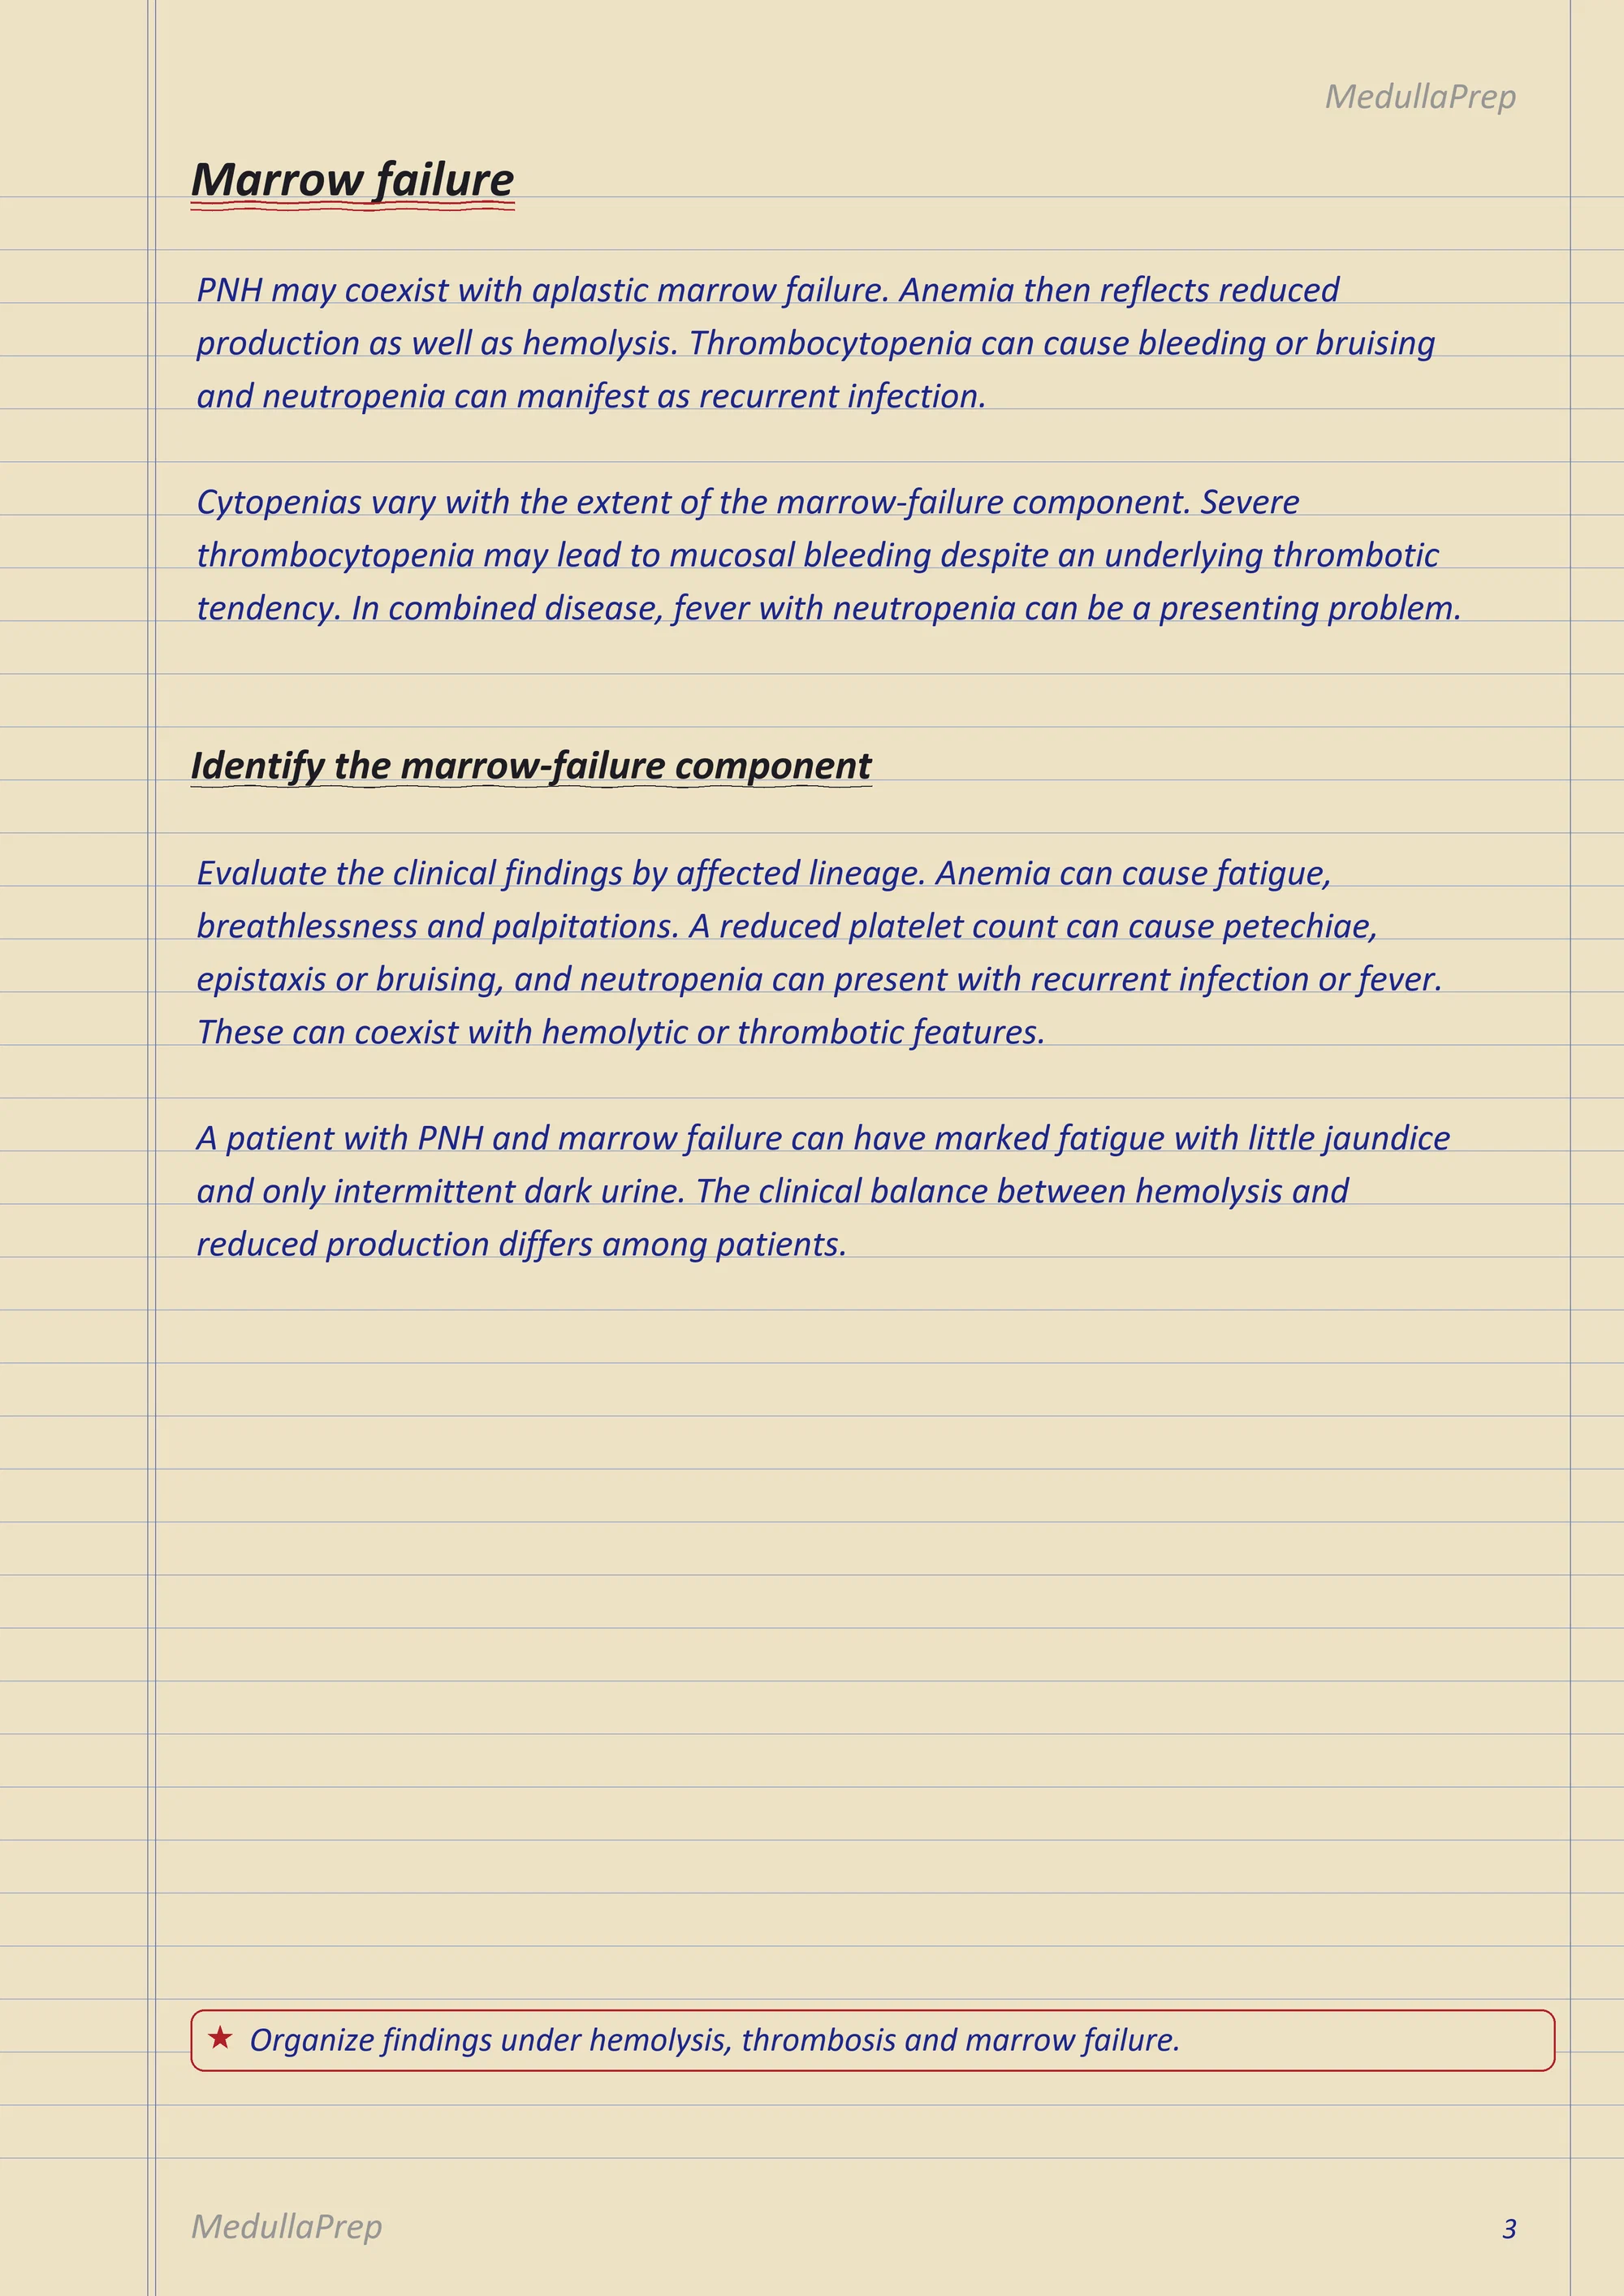 MedullaPrep
Marrow failure
PNH may coexist with aplastic marrow failure. Anemia then reflects reduced
production as well as hemolysis. Thrombocytopenia can cause bleeding or bruising
and neutropenia can manifest as recurrent infection.
Cytopenias vary with the extent of the marrow-failure component. Severe
thrombocytopenia may lead to mucosal bleeding despite an underlying thrombotic
tendency. In combined disease, fever with neutropenia can be a presenting problem.
Identify the marrow-failure component
Evaluate the clinical findings by affected lineage. Anemia can cause fatigue,
breathlessness and palpitations. A reduced platelet count can cause petechiae,
epistaxis or bruising, and neutropenia can present with recurrent infection or fever.
These can coexist with hemolytic or thrombotic features.
A patient with PNH and marrow failure can have marked fatigue with little jaundice
and only intermittent dark urine. The clinical balance between hemolysis and
reduced production differs among patients.
★ Organize findings under hemolysis, thrombosis and marrow failure.
MedullaPrep
3